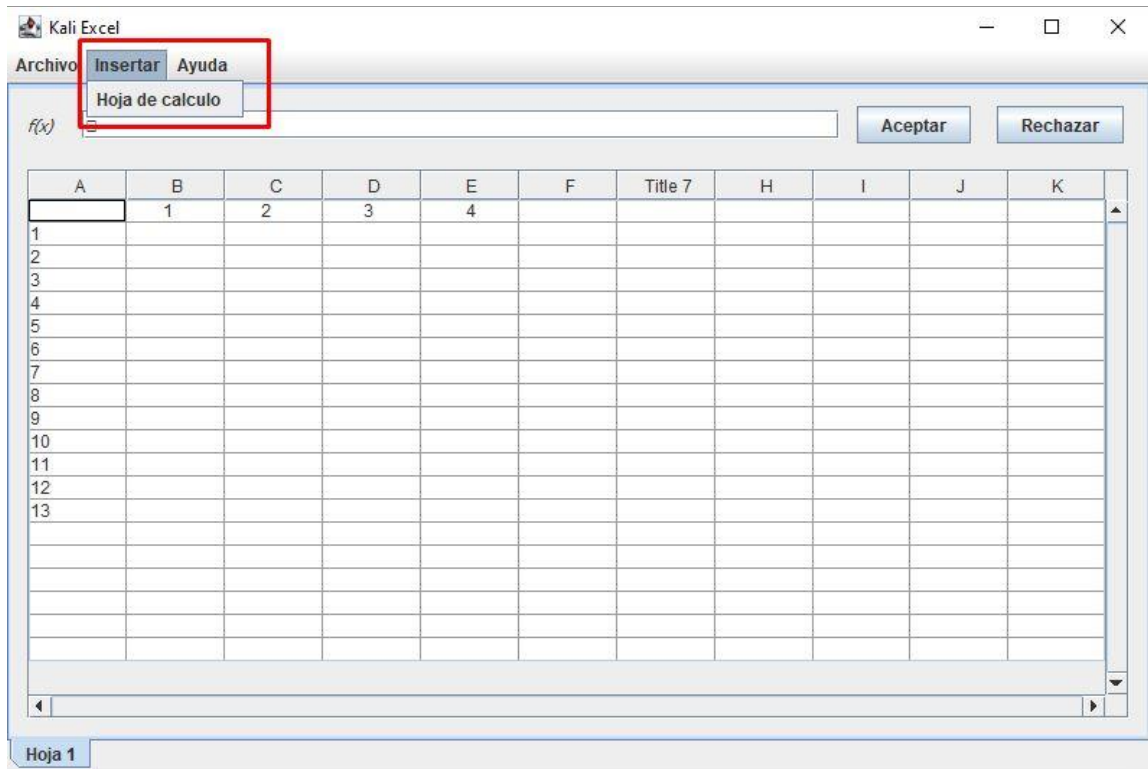 Kali Excel
Archivo Insertar Ayuda
Hoja de calculo
f(x) Aceptar Rechazar
A B C D E F Title 7 H I J K
1 2 3 4
1
2
3
4
5
6
7
8
9
10
11
12
13
Hoja 1